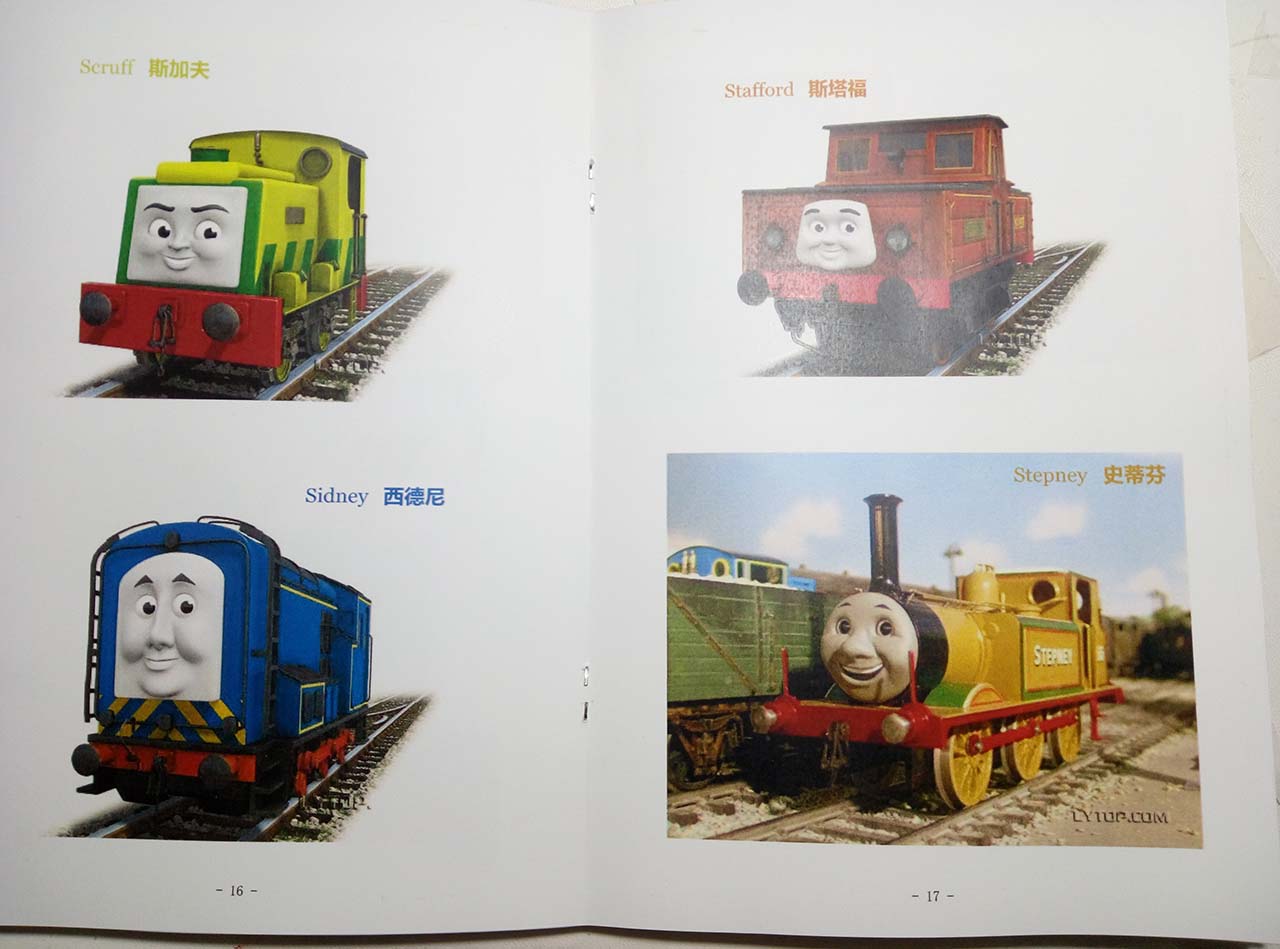 Scruff 斯加夫
Sidney 西德尼
- 16 -
Stafford 斯塔福
Stepney 史蒂芬
STEPNEY
LYTOP.COM
- 17 -